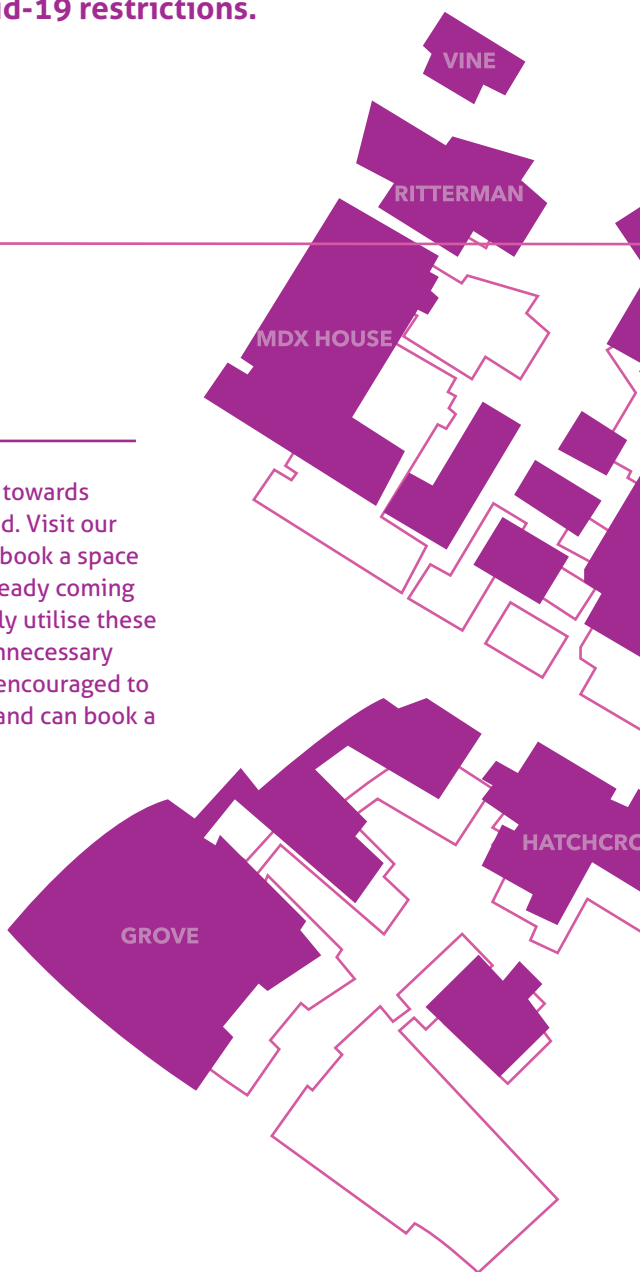 d-19 restrictions.
VINE
RITTERMAN
MDX HOUSE
towards
d. Visit our
book a space
eady coming
ly utilise these
nnecessary
encouraged to
and can book a
HATCHCRO
GROVE